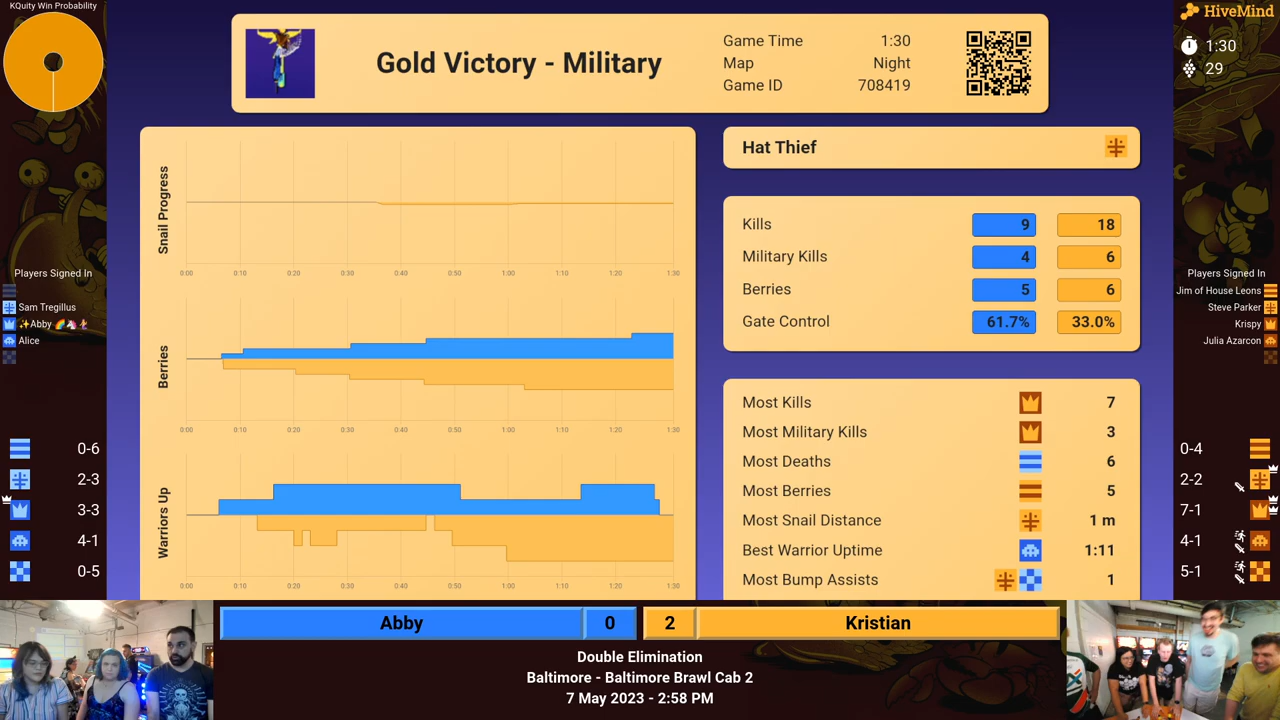 KQuity Win Probability
HiveMind
1:30
29
Gold Victory - Military
Game Time 1:30
Map Night
Game ID 708419
Hat Thief
Snail Progress
0:00 0:10 0:20 0:30 0:40 0:50 1:00 1:10 1:20 1:30
Berries
0:00 0:10 0:20 0:30 0:40 0:50 1:00 1:10 1:20 1:30
Warriors Up
0:00 0:10 0:20 0:30 0:40 0:50 1:00 1:10 1:20 1:30
Kills 9 18
Military Kills 4 6
Berries 5 6
Gate Control 61.7% 33.0%
Most Kills 7
Most Military Kills 3
Most Deaths 6
Most Berries 5
Most Snail Distance 1 m
Best Warrior Uptime 1:11
Most Bump Assists 1
Players Signed In
Sam Tregillus
✨Abby 🌈🦄
Alice
0-6
2-3
3-3
4-1
0-5
Players Signed In
Jim of House Leons
Steve Parker
Krispy
Julia Azarcon
0-4
2-2
7-1
4-1
5-1
Abby 0 2 Kristian
Double Elimination
Baltimore - Baltimore Brawl Cab 2
7 May 2023 - 2:58 PM